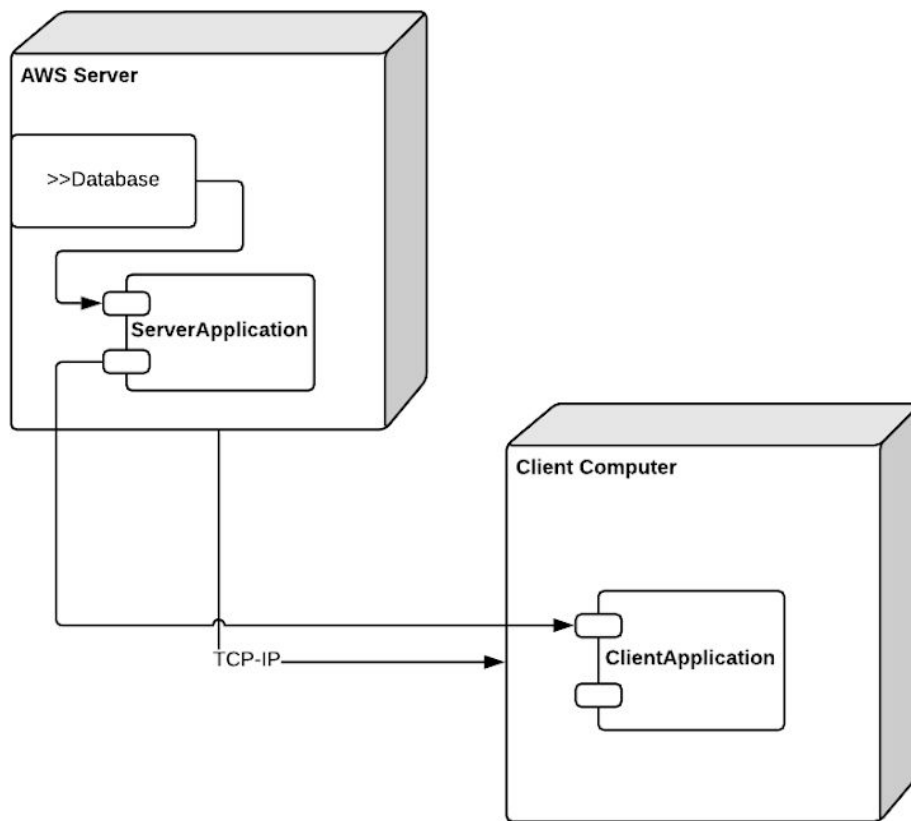 AWS Server
>>Database
ServerApplication
Client Computer
TCP-IP
ClientApplication